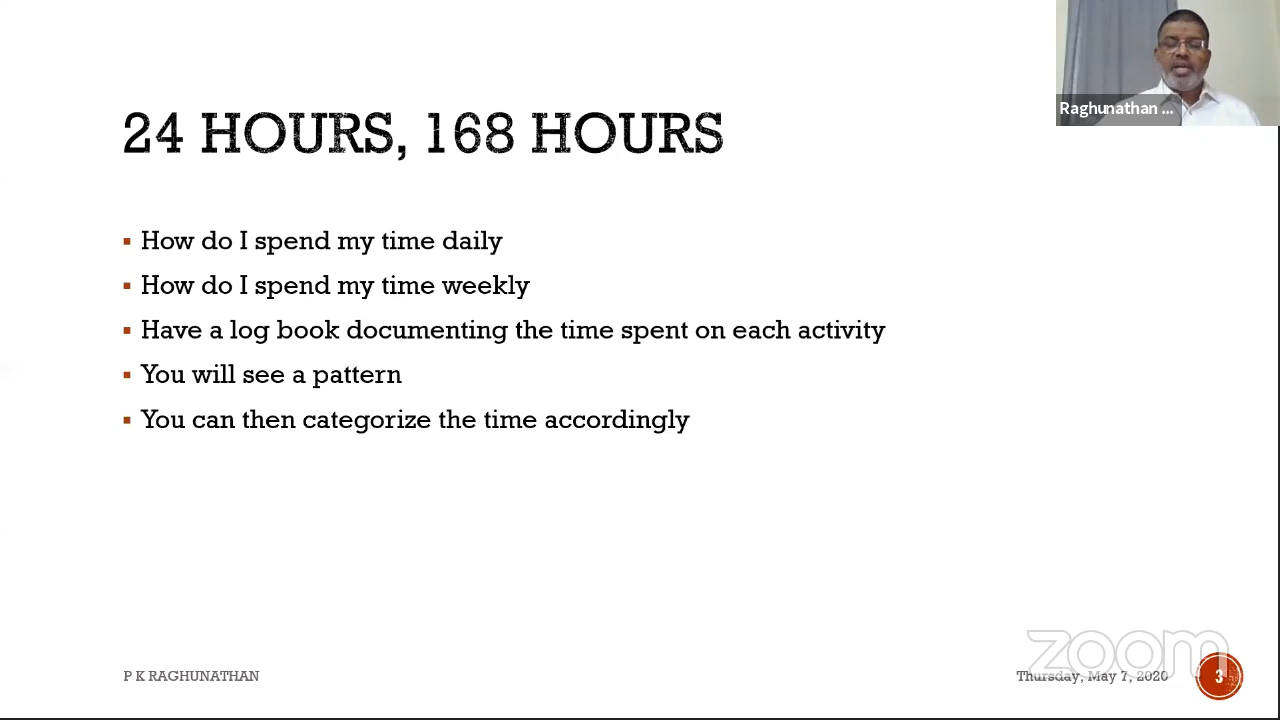 Raghunathan ...
24 HOURS, 168 HOURS
How do I spend my time daily
How do I spend my time weekly
Have a log book documenting the time spent on each activity
You will see a pattern
You can then categorize the time accordingly
zoom
P K RAGHUNATHAN
Thursday, May 7, 2020
3